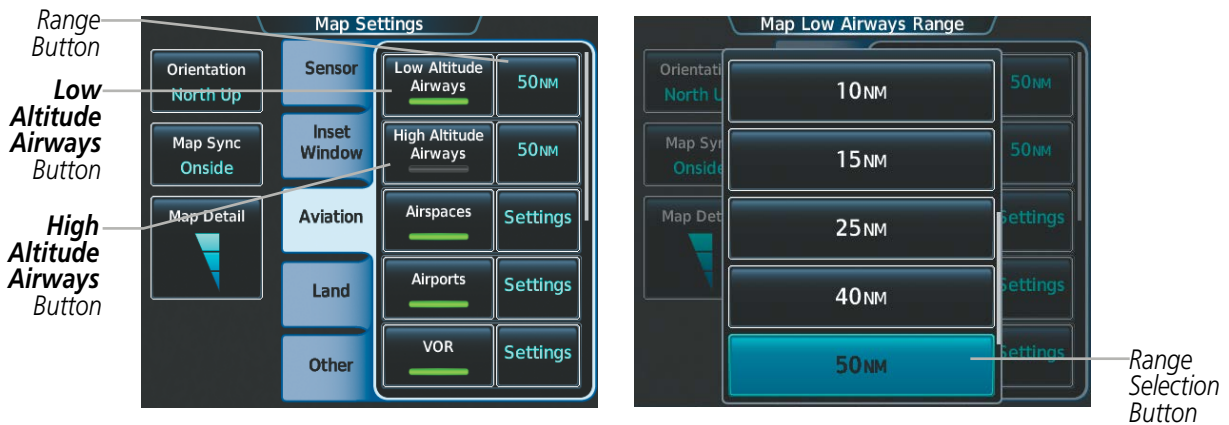 Range
Button
Low
Altitude
Airways
Button
High
Altitude
Airways
Button
Map Settings
Orientation
North Up
Map Sync
Onside
Map Detail
Sensor
Inset
Window
Aviation
Land
Other
Low Altitude
Airways
50NM
High Altitude
Airways
50NM
Airspaces
Settings
Airports
Settings
VOR
Settings
Map Low Airways Range
Orientati
North U
Map Syn
Onside
Map Det
10NM
15NM
25NM
40NM
50NM
50NM
50NM
Settings
Settings
Settings
Range
Selection
Button